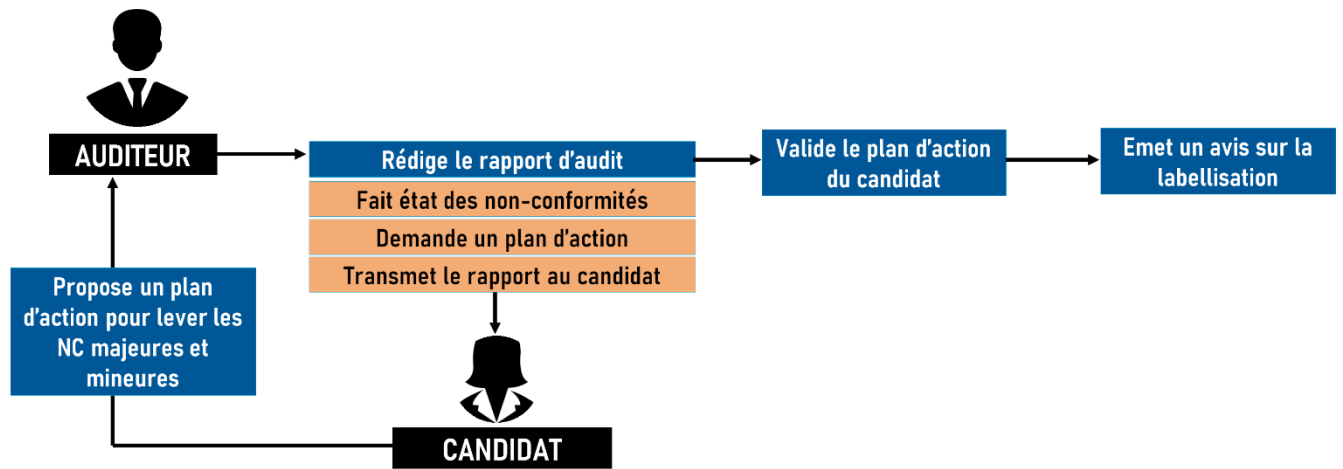 AUDITEUR
Rédige le rapport d'audit
Fait état des non-conformités
Demande un plan d'action
Transmet le rapport au candidat
Valide le plan d'action
du candidat
Emet un avis sur la
labellisation
Propose un plan
d'action pour lever les
NC majeures et
mineures
CANDIDAT